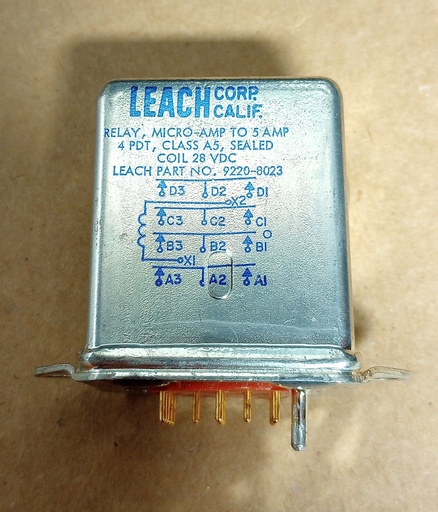 LEACH CORP. CALIF.
RELAY, MICRO-AMP TO 5 AMP
4 PDT, CLASS A5, SEALED
COIL 28 VDC
LEACH PART NO. 9220-8023
D3 D2 D1
X2
C3 C2 C1
B3 B2 B1
X1
A3 A2 A1